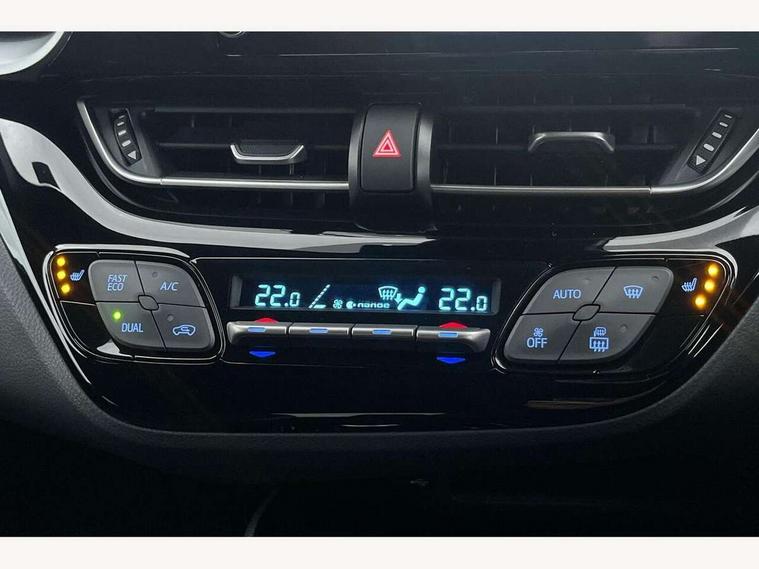 FAST
ECO
A/C
DUAL
22.0
nanoe
22.0
AUTO
OFF